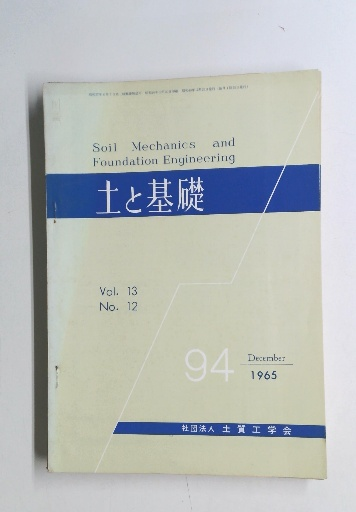 Soil Mechanics and
Foundation Engineering
土と基礎
Vol. 13
No. 12
94
December
1965
社団法人 土質工学会